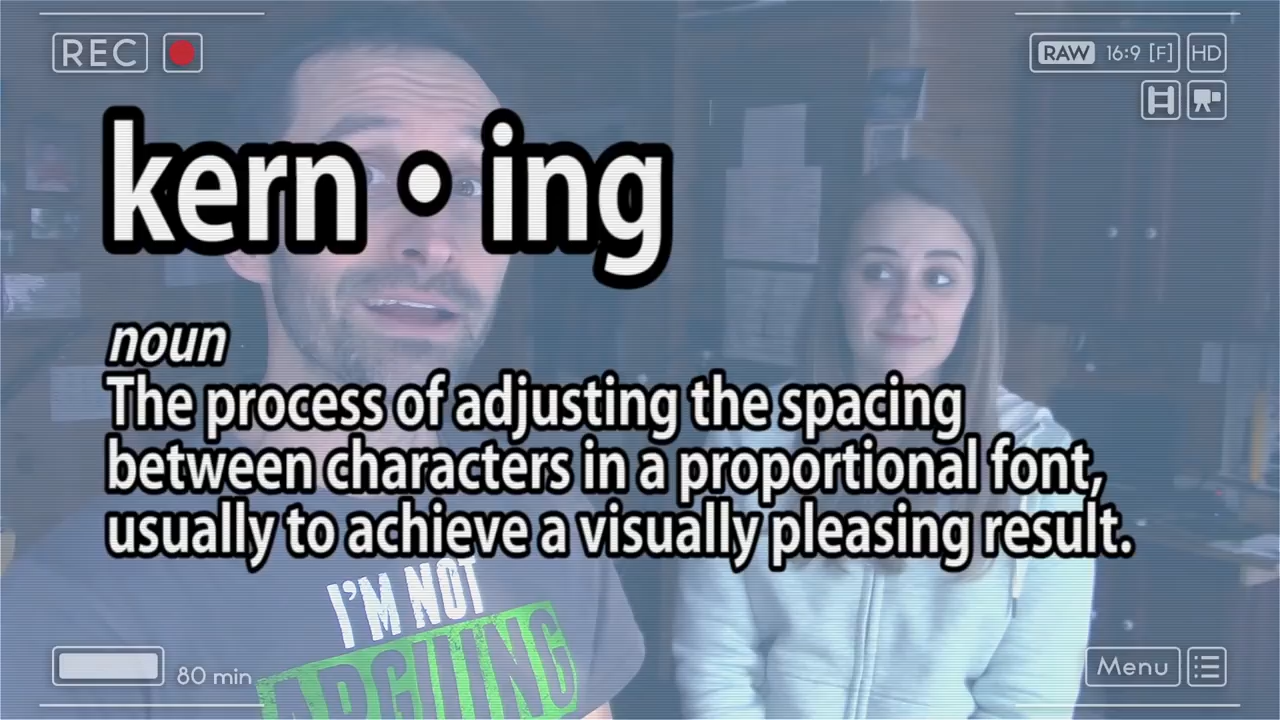 REC
RAW 16:9 [F] HD
kern • ing
noun
The process of adjusting the spacing
between characters in a proportional font,
usually to achieve a visually pleasing result.
I'M NOT
ARGUING
80 min
Menu